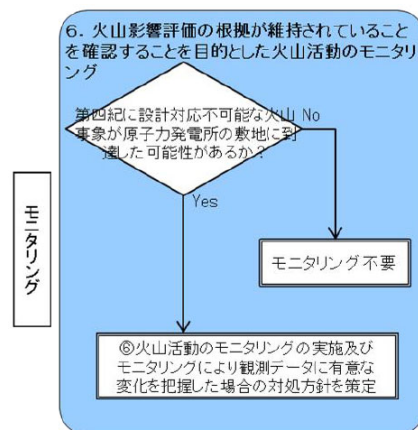 6．火山影響評価の根拠が維持されていること
を確認することを目的とした火山活動のモニタ
リング
第四紀に設計対応不可能な火山
事象が原子力発電所の敷地に到
達した可能性があるか？
No
Yes
モニタリング
モニタリング不要
⑥火山活動のモニタリングの実施及び
モニタリングにより観測データに有意な
変化を把握した場合の対処方針を策定